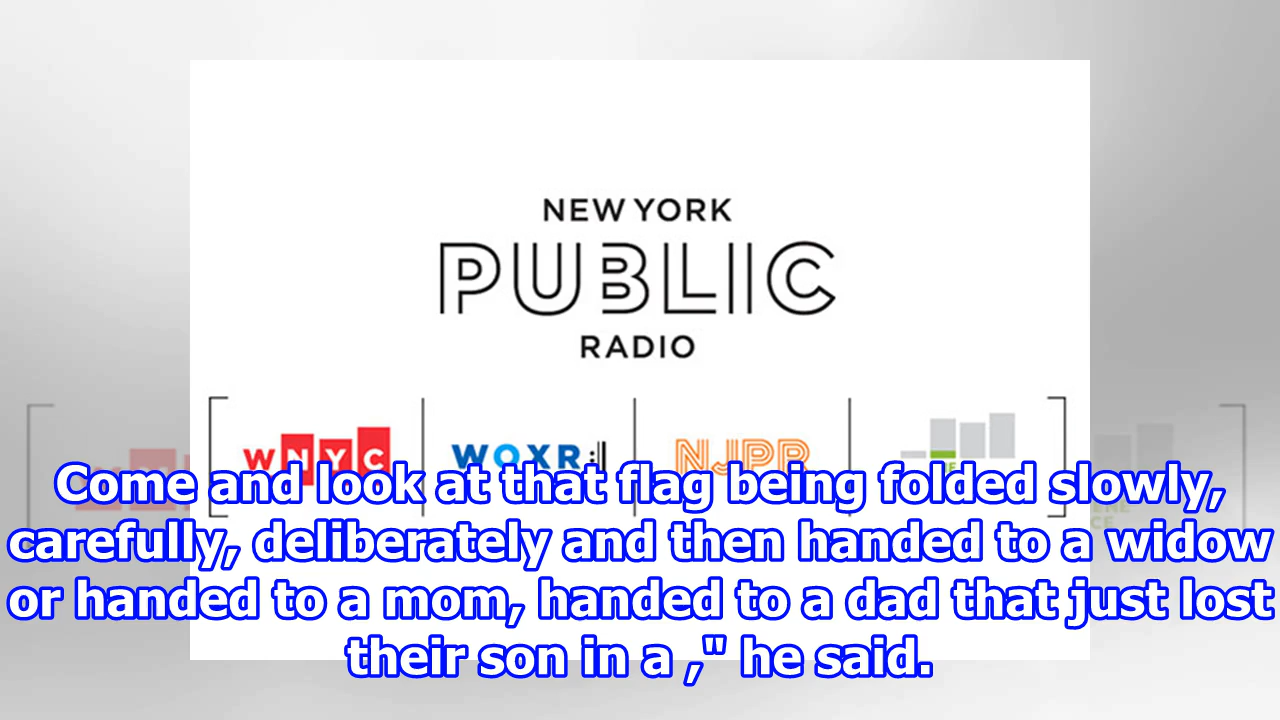 NEW YORK
PUBLIC
RADIO
WNYC
WQXR
NJPR
Come and look at that flag being folded slowly,
carefully, deliberately and then handed to a widow
or handed to a mom, handed to a dad that just lost
their son in a ," he said.